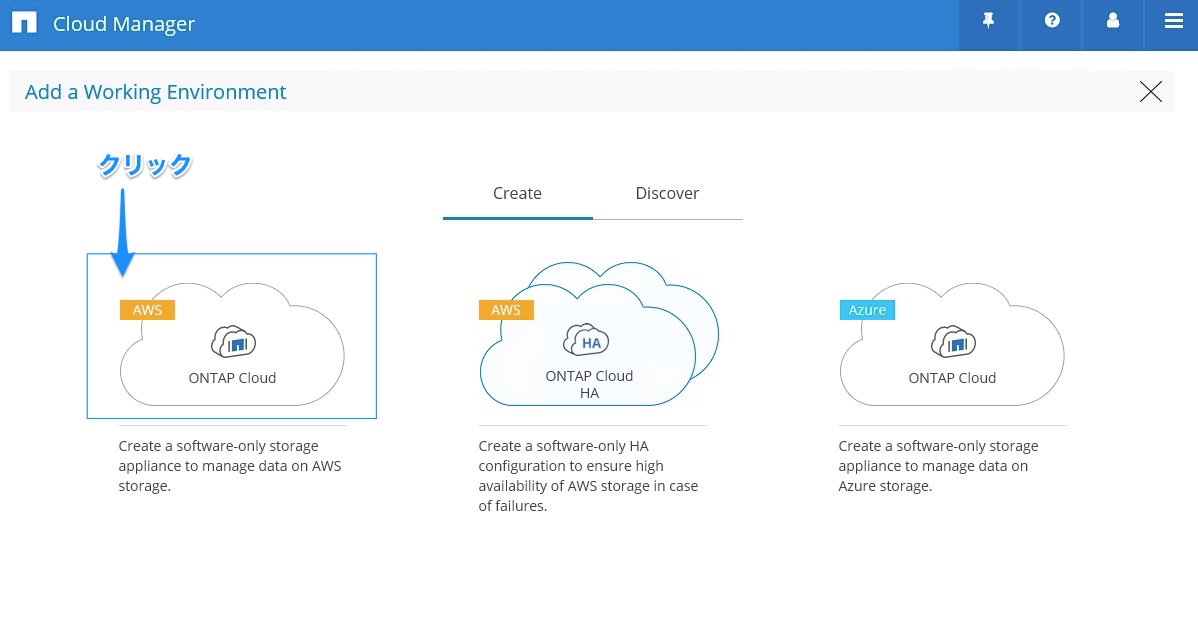 Cloud Manager
Add a Working Environment
クリック
Create
Discover
AWS
ONTAP Cloud
Create a software-only storage
appliance to manage data on AWS
storage.
AWS
HA
ONTAP Cloud
HA
Create a software-only HA
configuration to ensure high
availability of AWS storage in case
of failures.
Azure
ONTAP Cloud
Create a software-only storage
appliance to manage data on
Azure storage.